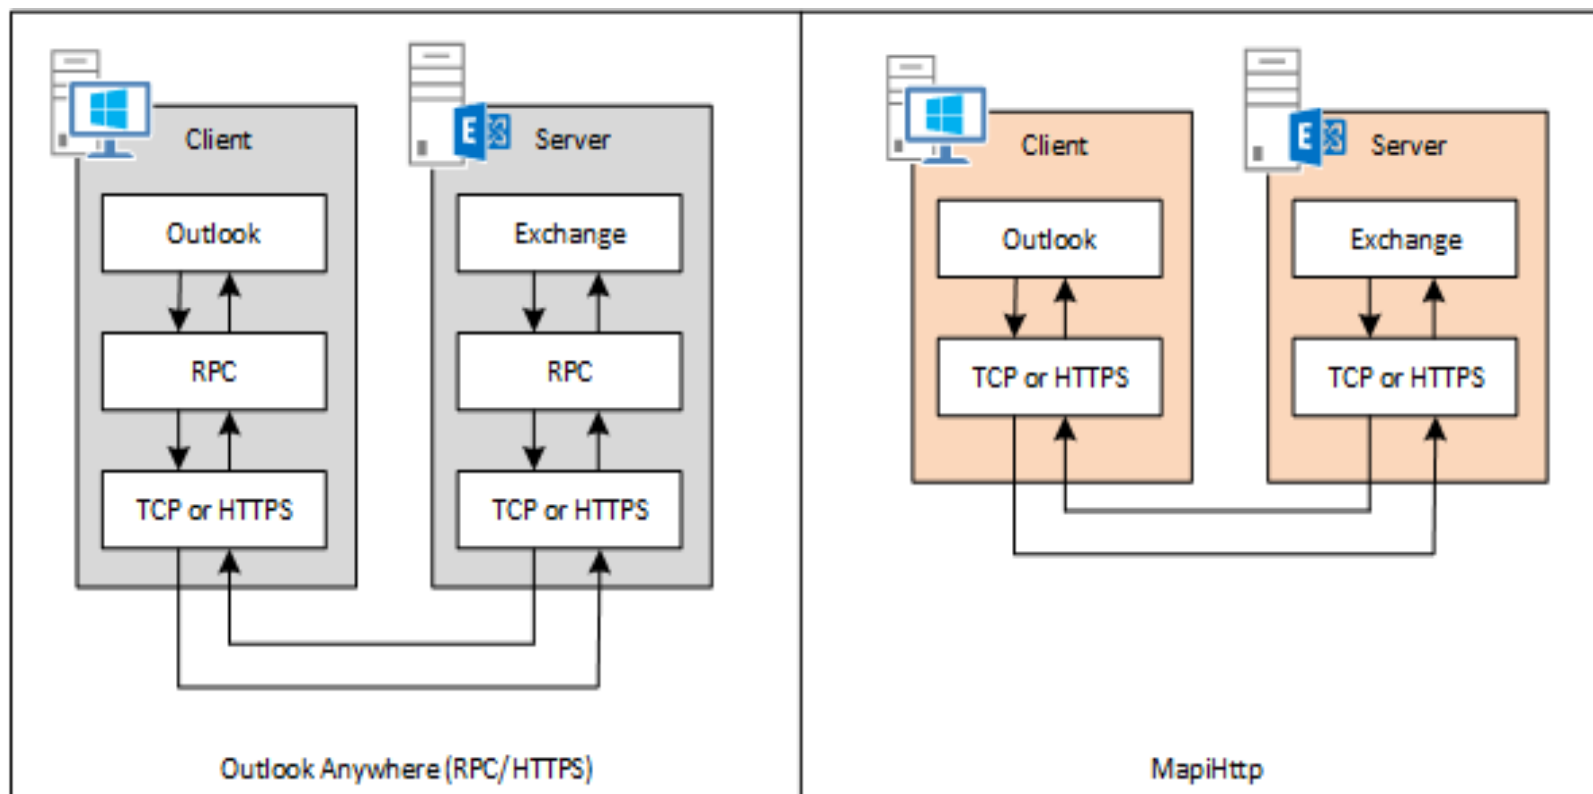 Client
Server
Outlook
Exchange
RPC
RPC
TCP or HTTPS
TCP or HTTPS
Outlook Anywhere (RPC/HTTPS)
Client
Server
Outlook
Exchange
TCP or HTTPS
TCP or HTTPS
MapiHttp